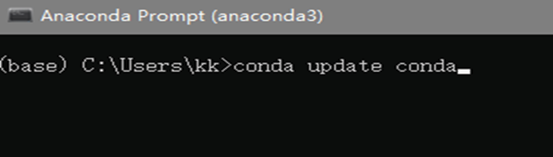 Anaconda Prompt (anaconda3)
(base) C:\Users\kk>conda update conda